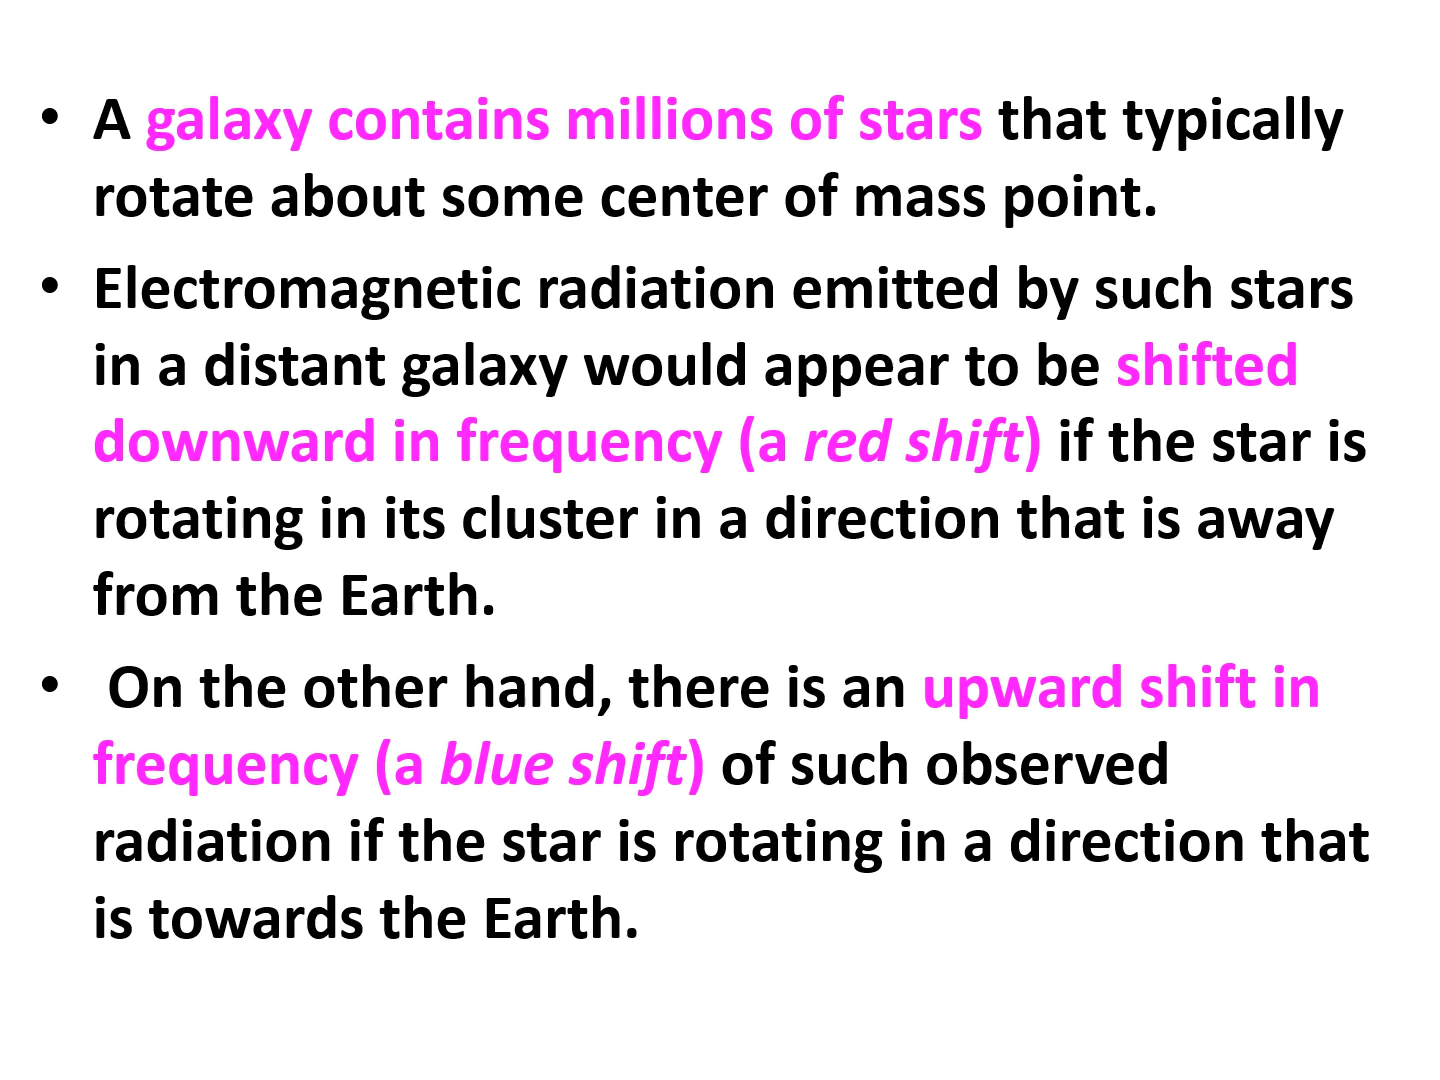 • A galaxy contains millions of stars that typically
rotate about some center of mass point.
• Electromagnetic radiation emitted by such stars
in a distant galaxy would appear to be shifted
downward in frequency (a red shift) if the star is
rotating in its cluster in a direction that is away
from the Earth.
• On the other hand, there is an upward shift in
frequency (a blue shift) of such observed
radiation if the star is rotating in a direction that
is towards the Earth.